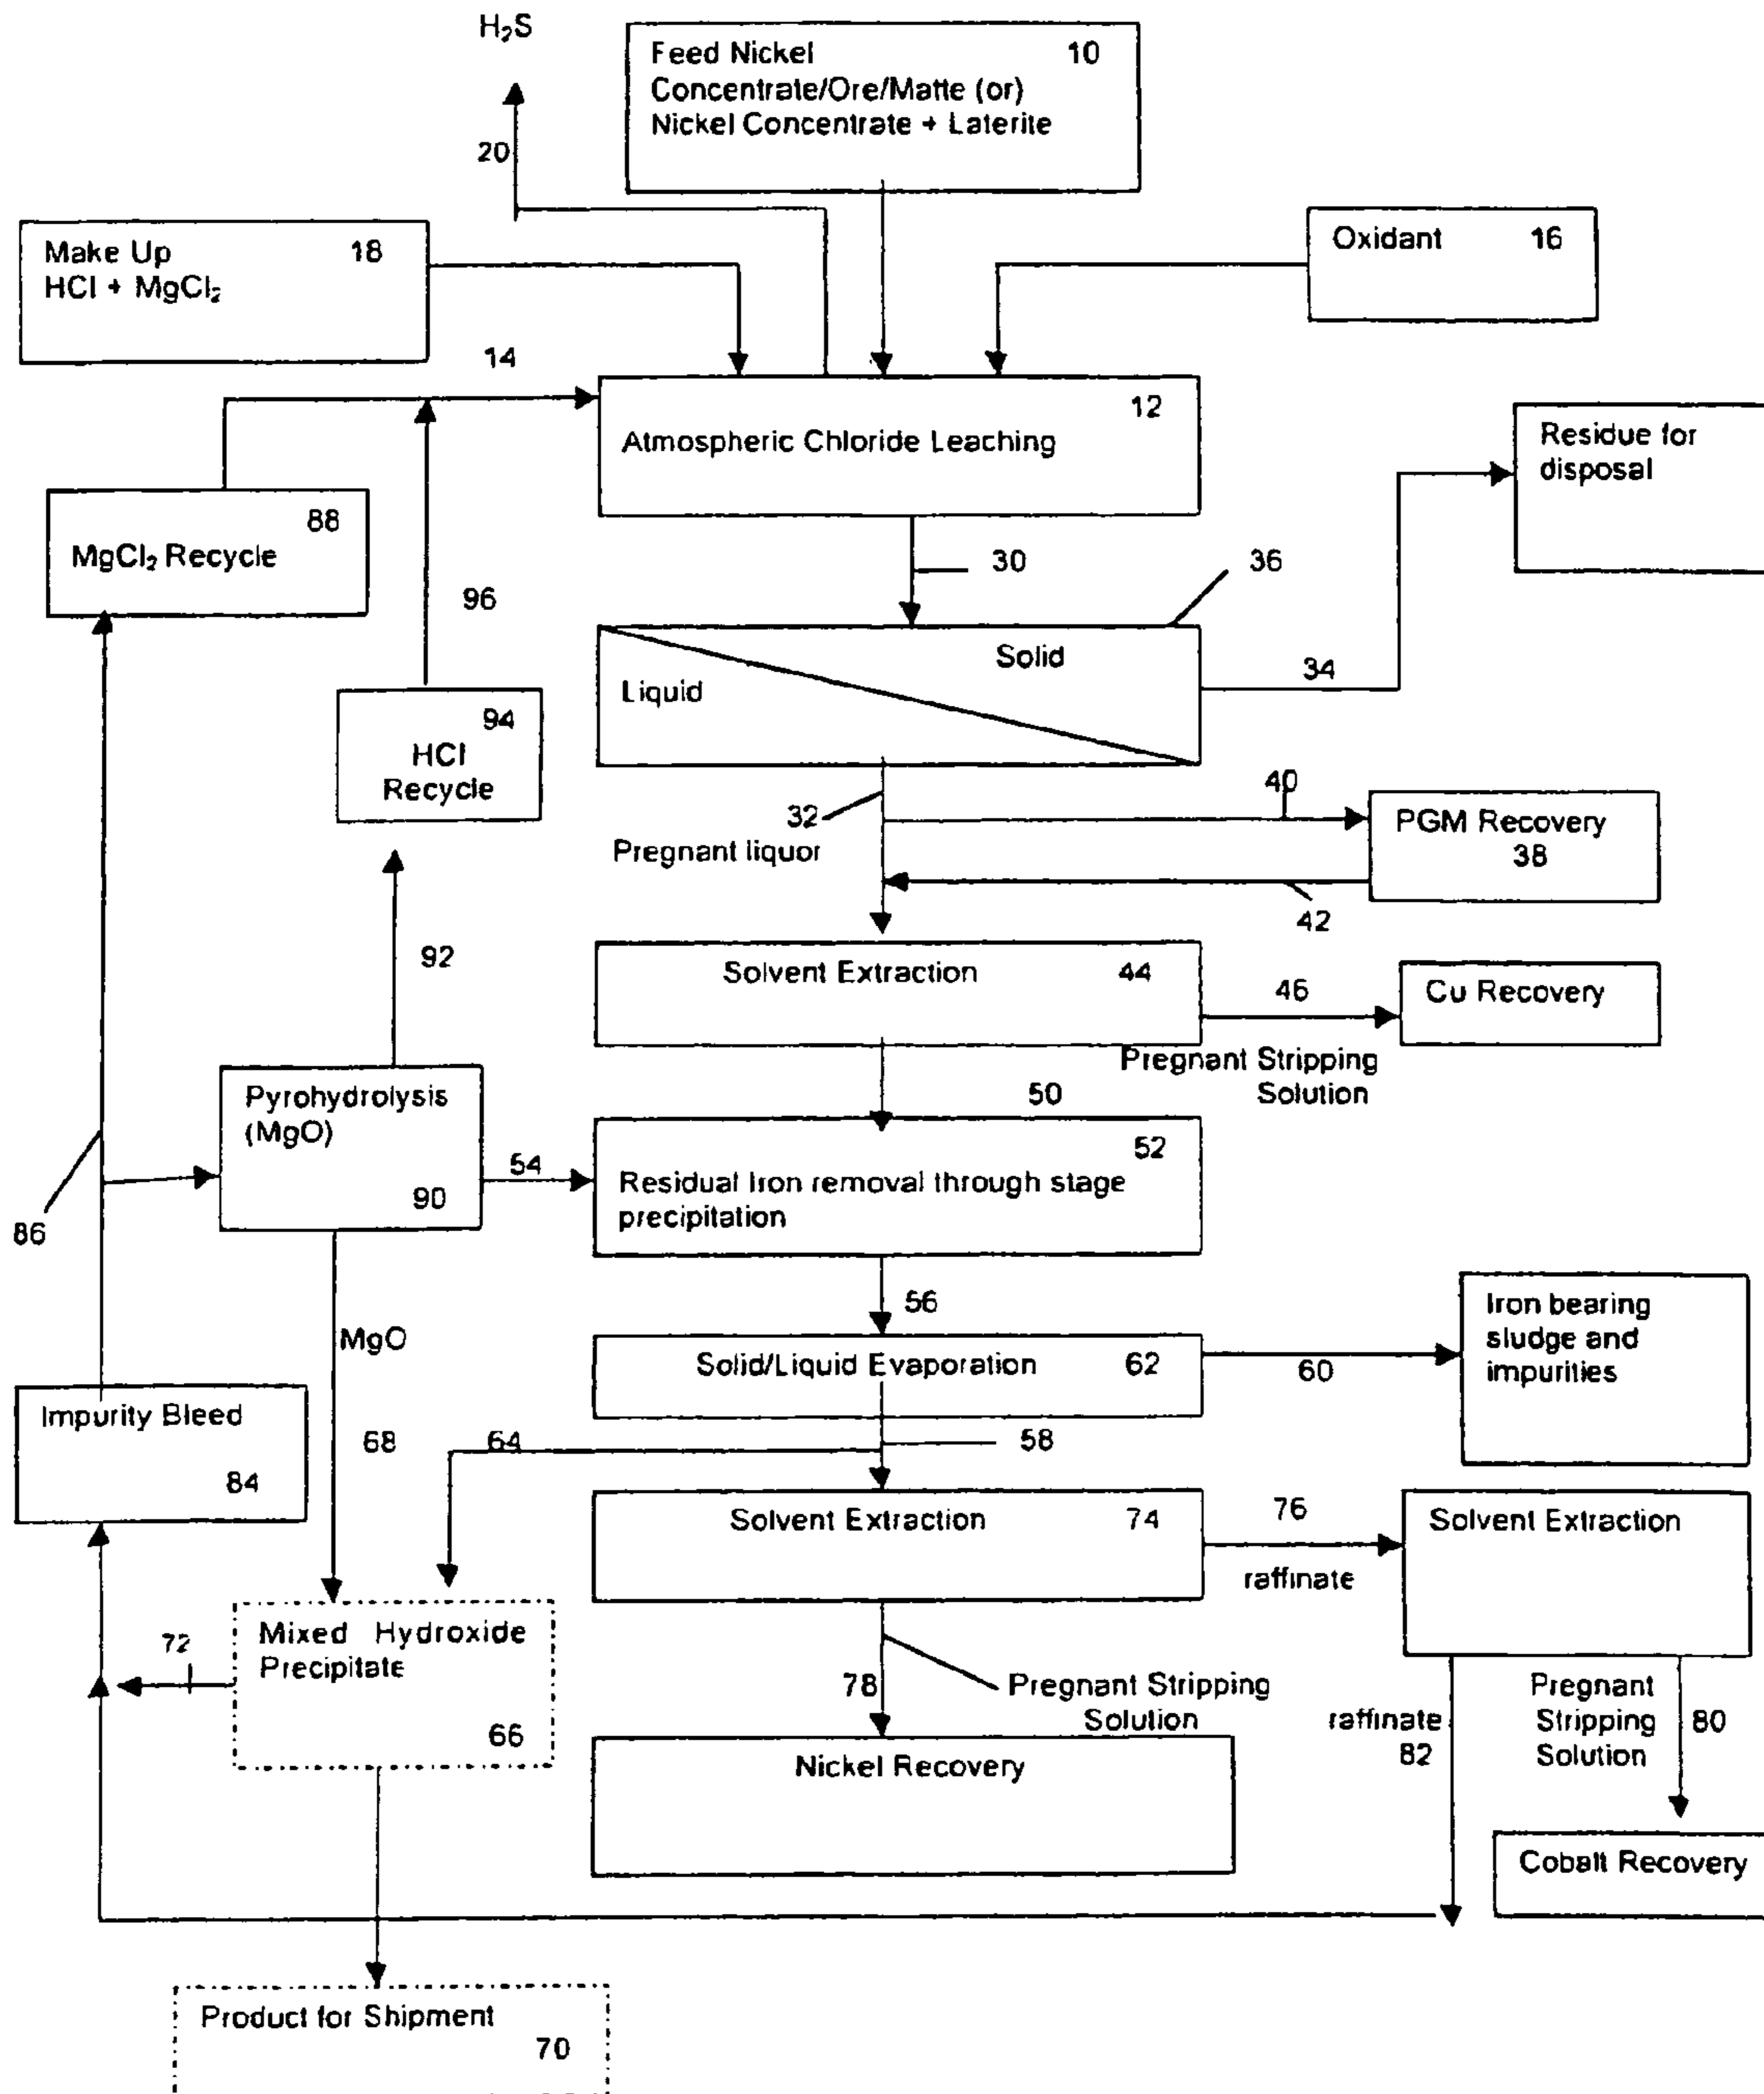 H₂S
Feed Nickel 10
Concentrate/Ore/Matte (or)
Nickel Concentrate + Laterite
20
Make Up 18
HCl + MgCl₂
Oxidant 16
14
12
Atmospheric Chloride Leaching
Residue for
disposal
88
MgCl₂ Recycle
30
36
96
Solid
Liquid
34
94
HCl
Recycle
40
32
Pregnant liquor
PGM Recovery
38
42
92
Solvent Extraction 44
46
Cu Recovery
Pregnant Stripping
Solution
50
Pyrohydrolysis
(MgO)
90
54
52
Residual Iron removal through stage
precipitation
86
56
Iron bearing
sludge and
impurities
MgO
Solid/Liquid Evaporation 62
60
Impurity Bleed
84
68
64
58
Solvent Extraction 74
76
raffinate
Solvent Extraction
72
Mixed Hydroxide
Precipitate
66
78
Pregnant Stripping
Solution
raffinate
82
Pregnant
Stripping
Solution
80
Nickel Recovery
Cobalt Recovery
Product for Shipment
70